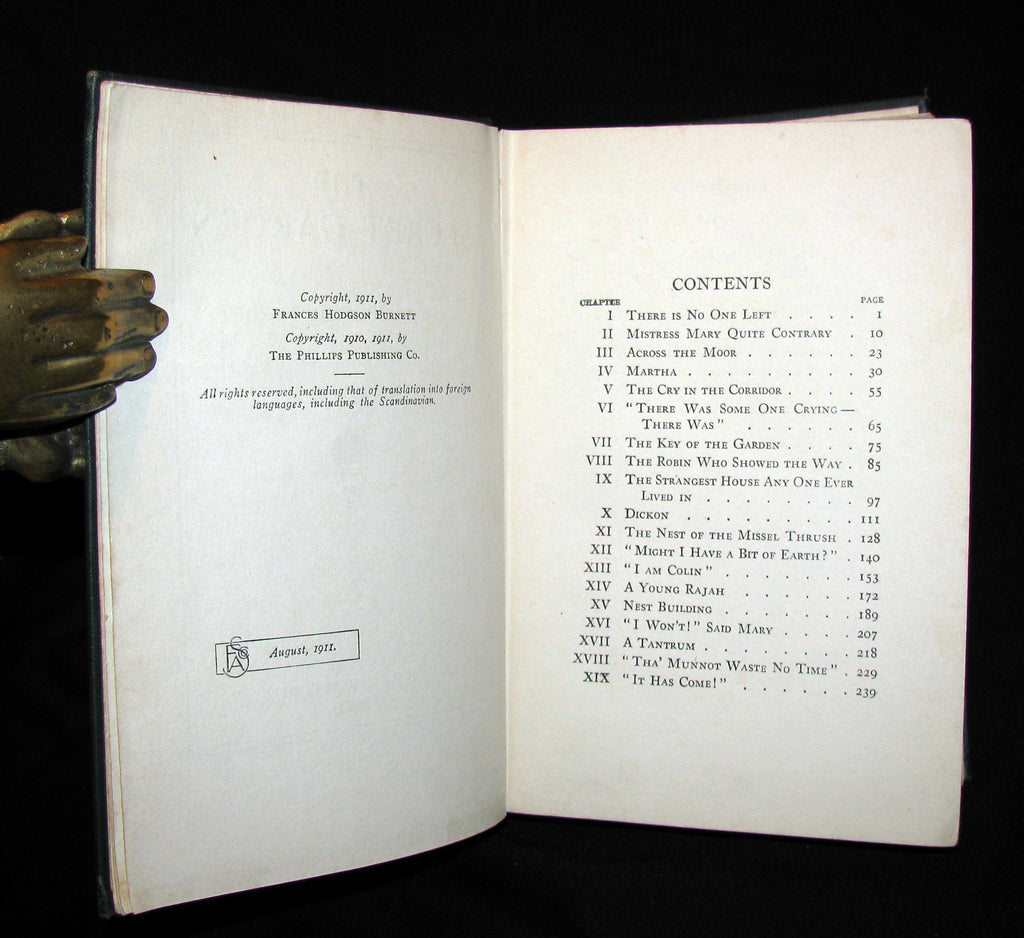 Copyright, 1911, by
FRANCES HODGSON BURNETT
Copyright, 1910, 1911, by
THE PHILLIPS PUBLISHING CO.
All rights reserved, including that of translation into foreign
languages, including the Scandinavian.
August, 1911.
CONTENTS
CHAPTER PAGE
I THERE IS NO ONE LEFT . . . . 1
II MISTRESS MARY QUITE CONTRARY . 10
III ACROSS THE MOOR . . . . . . 23
IV MARTHA . . . . . . . . . 30
V THE CRY IN THE CORRIDOR . . . . 55
VI "THERE WAS SOME ONE CRYING—
THERE WAS" . . . . . . 65
VII THE KEY OF THE GARDEN . . . . 75
VIII THE ROBIN WHO SHOWED THE WAY . 85
IX THE STRANGEST HOUSE ANY ONE EVER
LIVED IN . . . . . . . . 97
X DICKON . . . . . . . . . 111
XI THE NEST OF THE MISSEL THRUSH . 128
XII "MIGHT I HAVE A BIT OF EARTH?" . 140
XIII "I AM COLIN" . . . . . . . 153
XIV A YOUNG RAJAH . . . . . . 172
XV NEST BUILDING . . . . . . . 189
XVI "I WON'T!" SAID MARY . . . . 207
XVII A TANTRUM . . . . . . . . 218
XVIII "THA' MUNNOT WASTE NO TIME" . 229
XIX "IT HAS COME!" . . . . . . 239